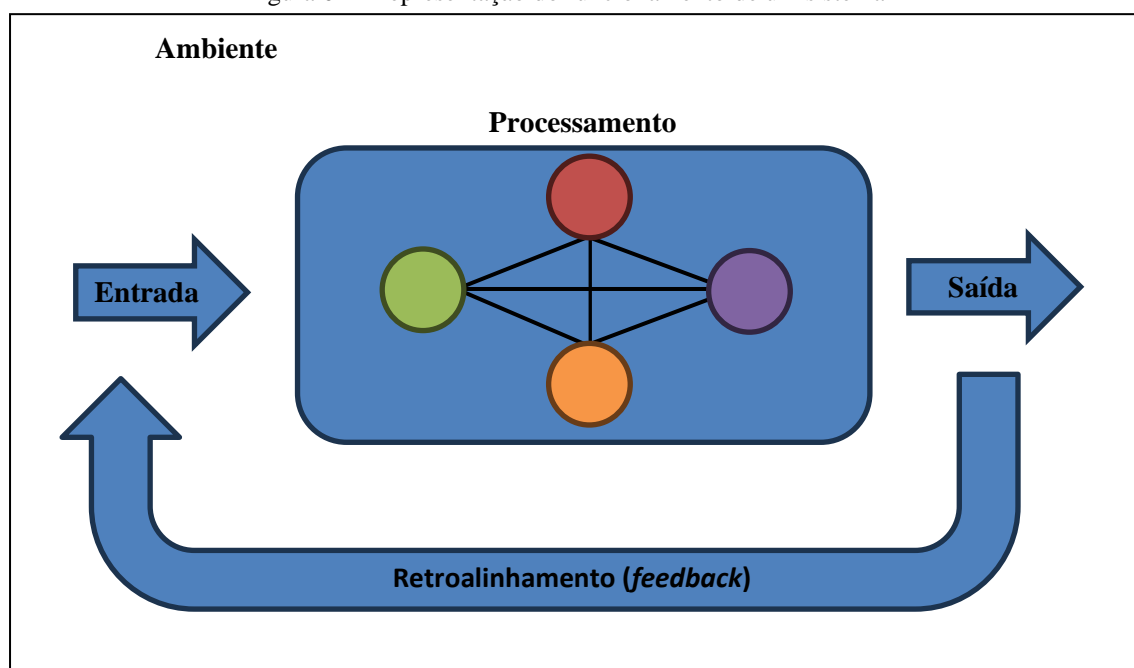 Ambiente
Processamento
Entrada
Saída
Retroalinhamento (feedback)